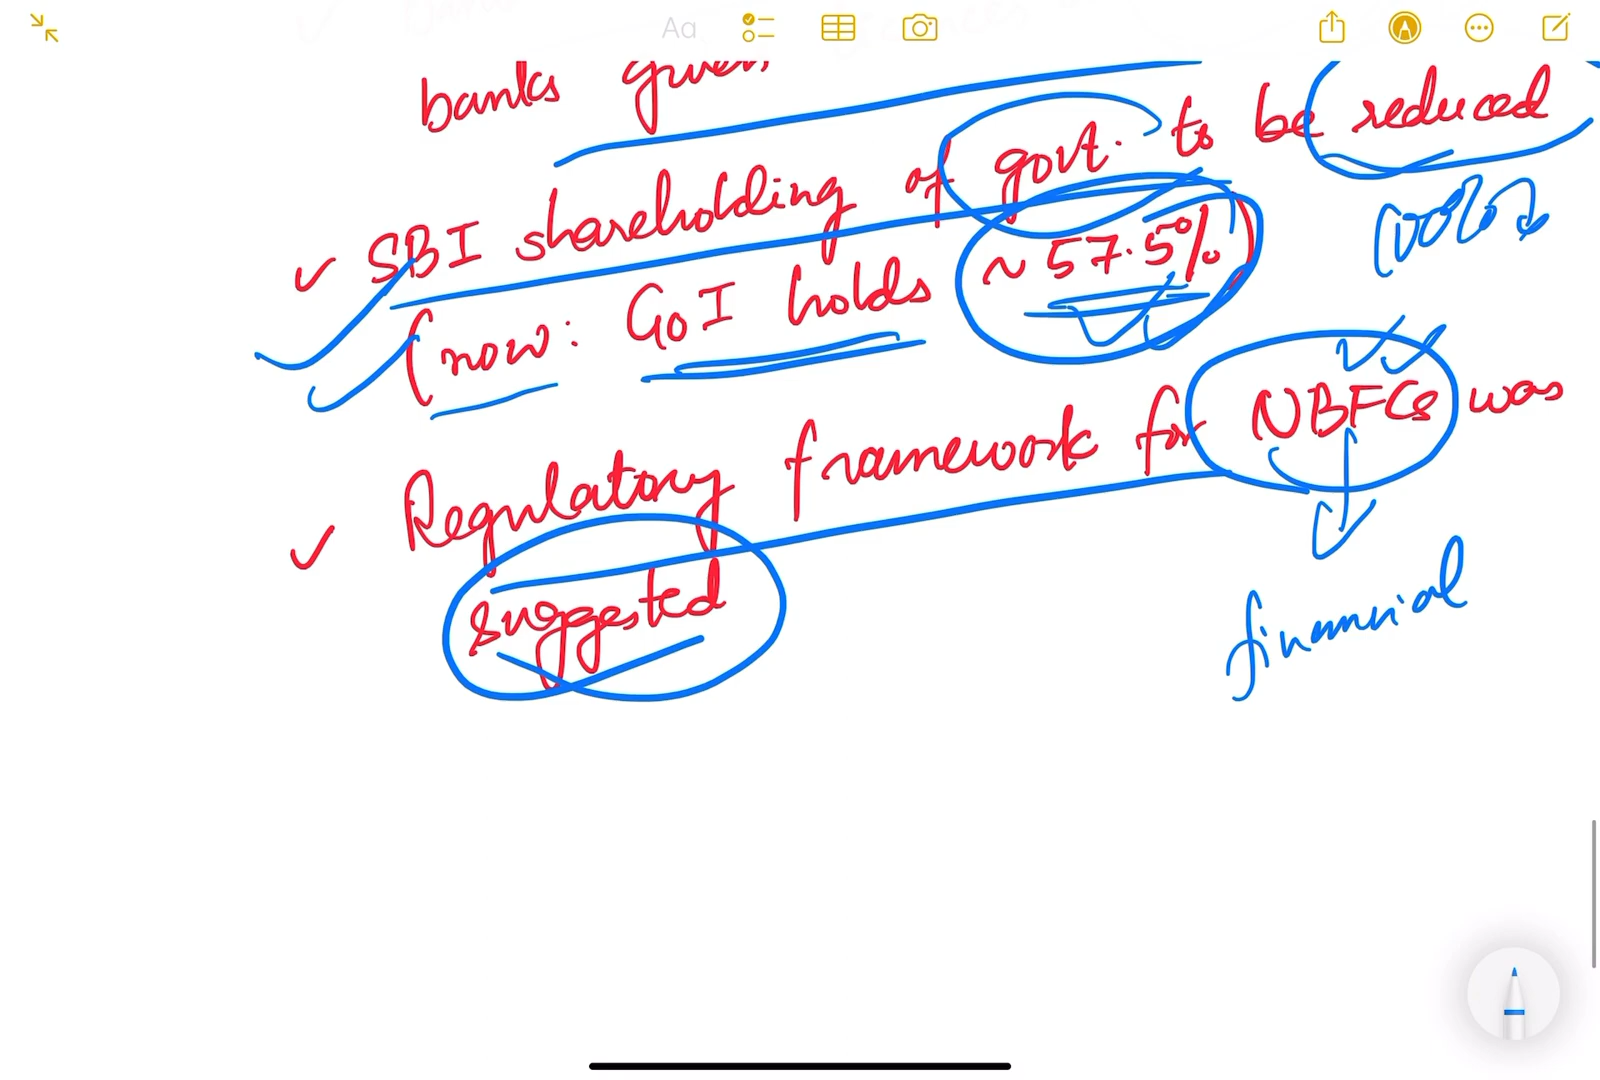 Aa
banks given
✓ SBI shareholding of govt. to be reduced
(now: GoI holds ~ 57.5%)
100%
✓ Regulatory framework for NBFCs was
suggested
financial